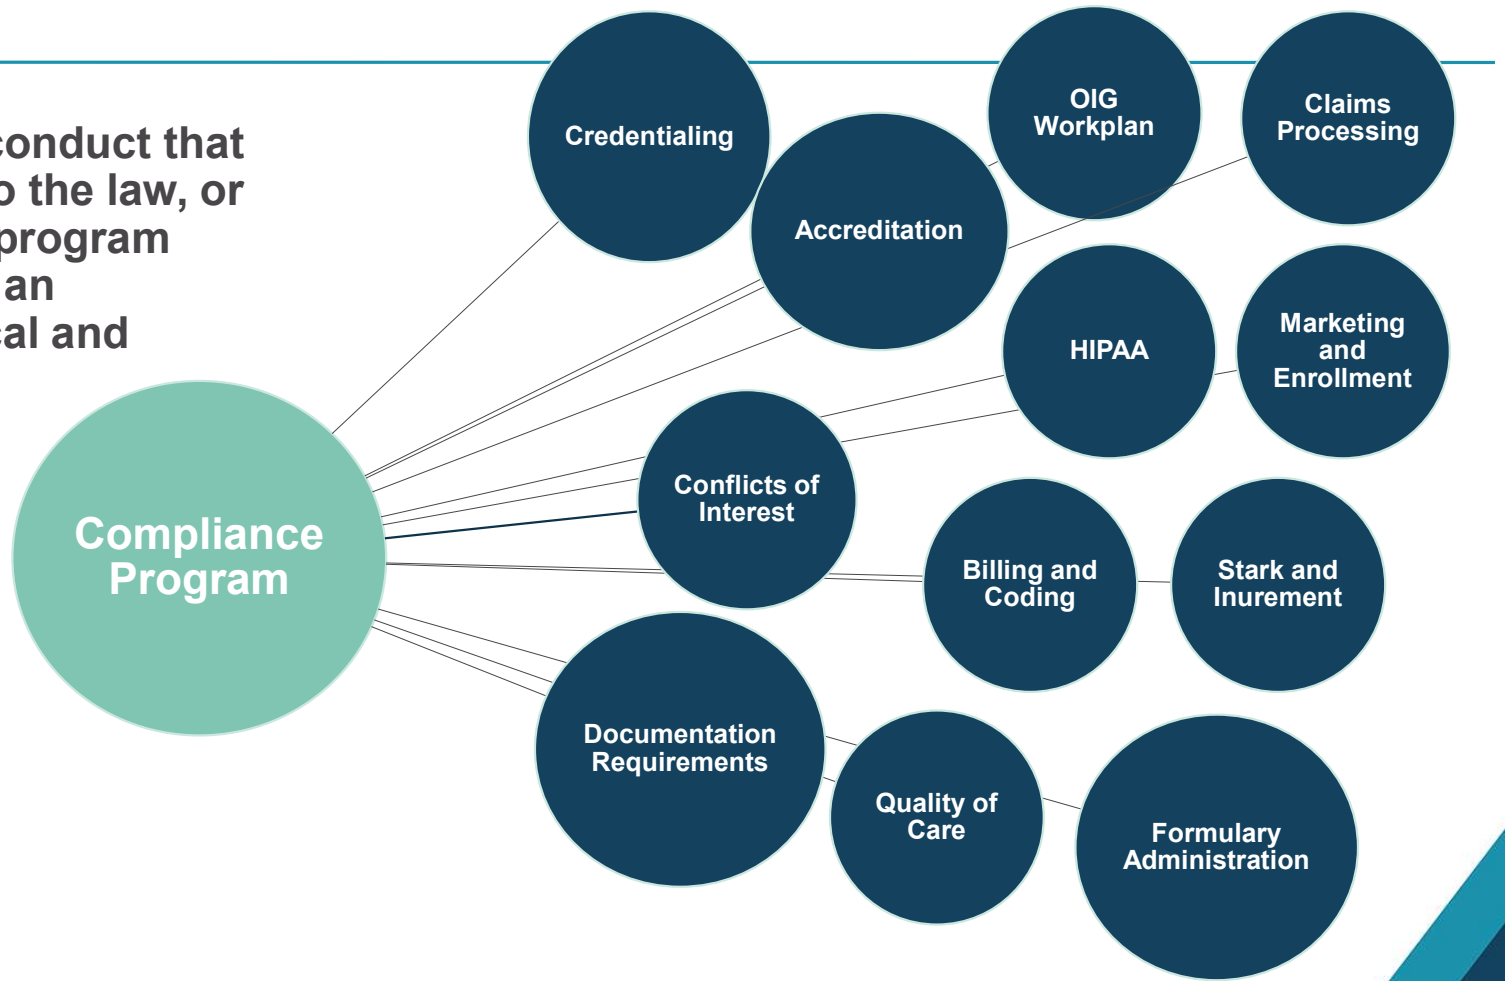 conduct that
o the law, or
program
an
cal and
Credentialing
Accreditation
OIG
Workplan
Claims
Processing
HIPAA
Marketing
and
Enrollment
Conflicts of
Interest
Compliance
Program
Billing and
Coding
Stark and
Inurement
Documentation
Requirements
Quality of
Care
Formulary
Administration